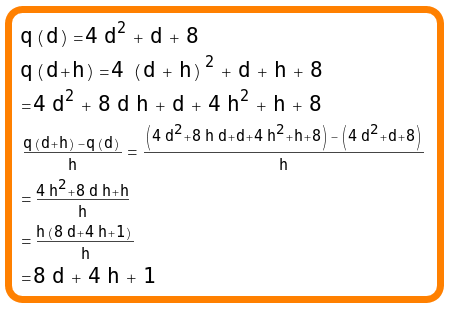 q(d)=4 d² + d + 8
q(d+h)=4 (d + h)² + d + h + 8
=4 d² + 8 d h + d + 4 h² + h + 8
(q(d+h)−q(d))/h = ((4 d²+8 h d+d+4 h²+h+8)−(4 d²+d+8))/h
= (4 h²+8 d h+h)/h
= (h(8 d+4 h+1))/h
=8 d + 4 h + 1